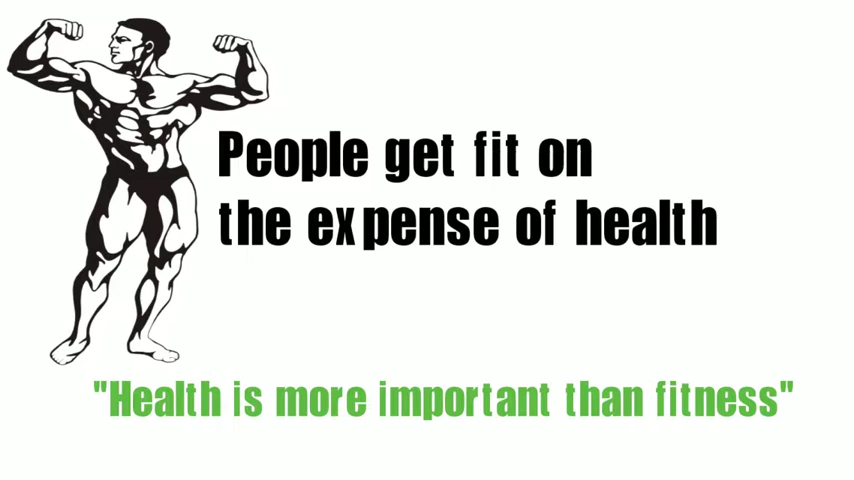 People get fit on
the expense of health
"Health is more important than fitness"